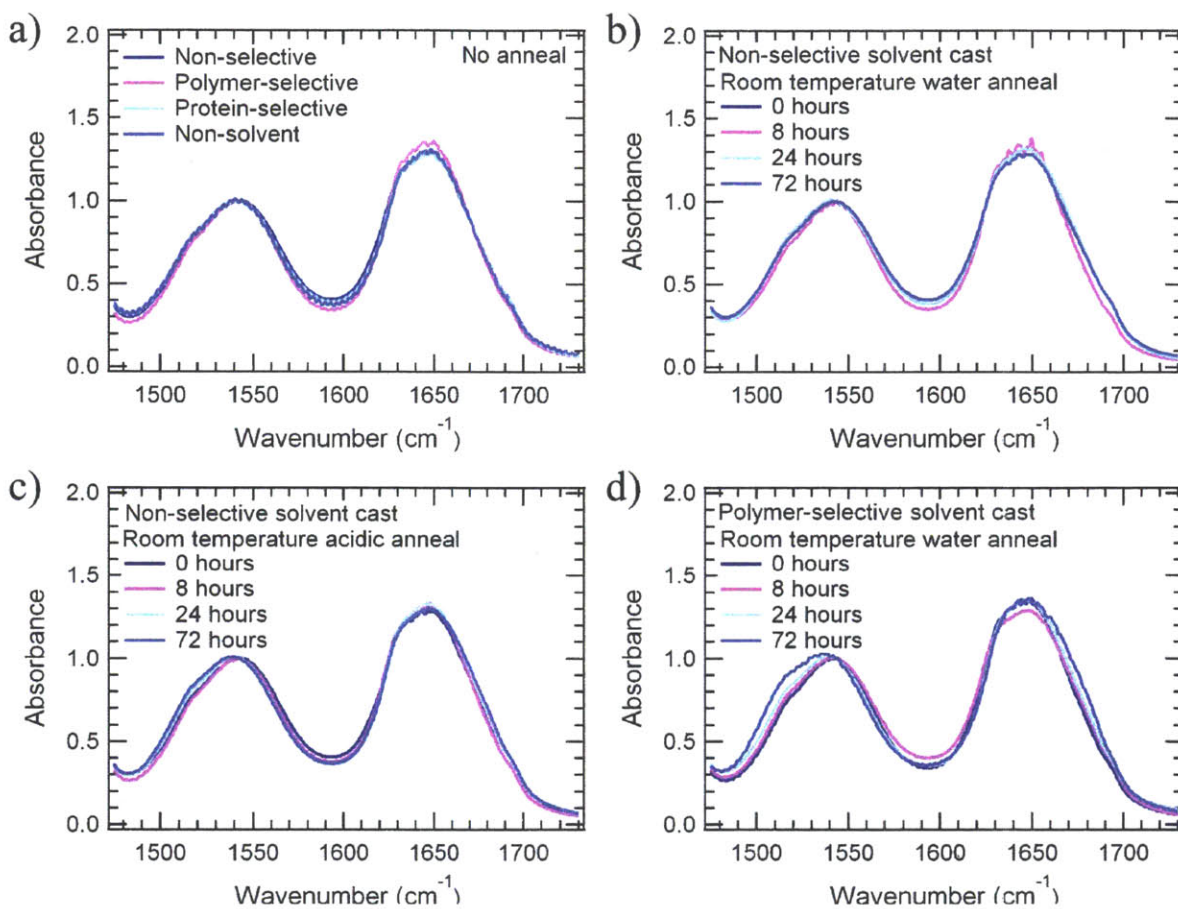 a)
No anneal
Non-selective
Polymer-selective
Protein-selective
Non-solvent
2.0
1.5
1.0
0.5
0.0
Absorbance
1500 1550 1600 1650 1700
Wavenumber (cm-1)
b)
Non-selective solvent cast
Room temperature water anneal
0 hours
8 hours
24 hours
72 hours
2.0
1.5
1.0
0.5
0.0
Absorbance
1500 1550 1600 1650 1700
Wavenumber (cm-1)
c)
Non-selective solvent cast
Room temperature acidic anneal
0 hours
8 hours
24 hours
72 hours
2.0
1.5
1.0
0.5
0.0
Absorbance
1500 1550 1600 1650 1700
Wavenumber (cm-1)
d)
Polymer-selective solvent cast
Room temperature water anneal
0 hours
8 hours
24 hours
72 hours
2.0
1.5
1.0
0.5
0.0
Absorbance
1500 1550 1600 1650 1700
Wavenumber (cm-1)